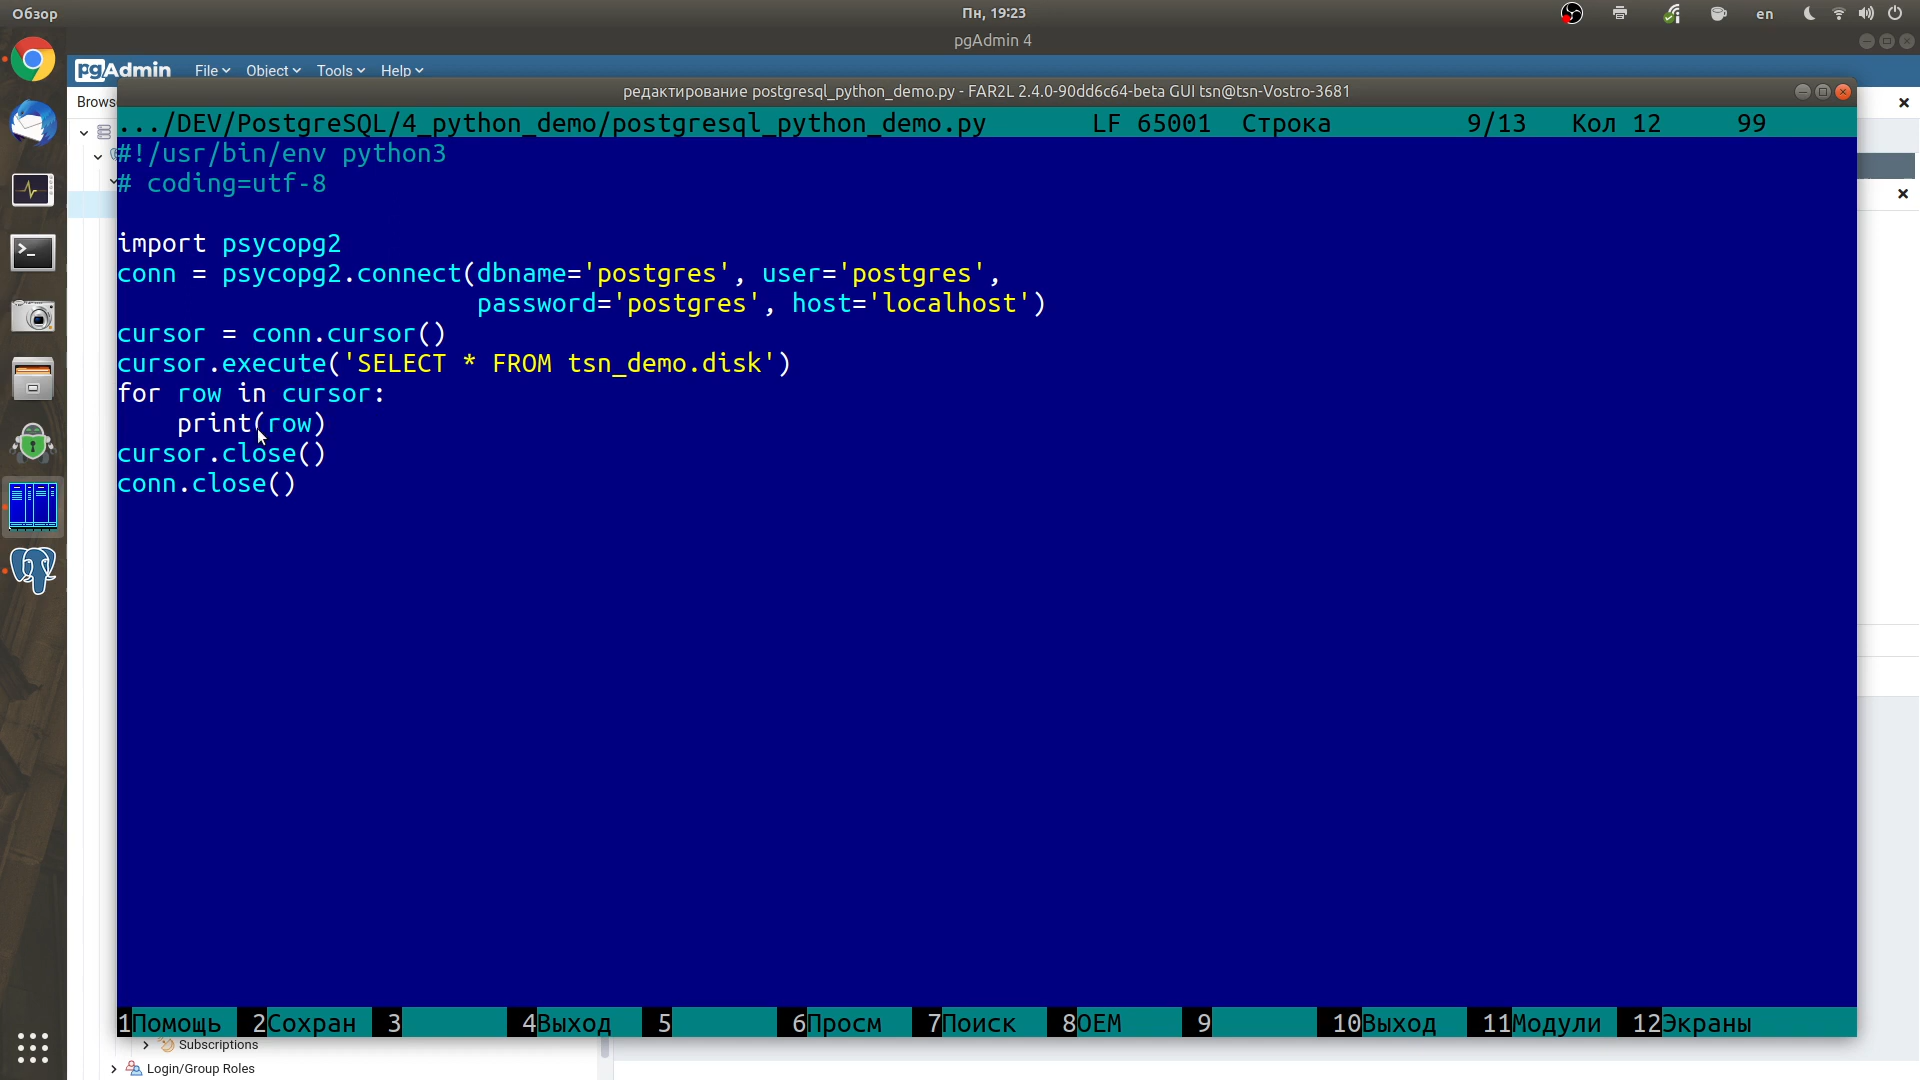 Обзор
Пн, 19:23
en
pgAdmin 4
pgAdmin File Object Tools Help
Brows
редактирование postgresql_python_demo.py - FAR2L 2.4.0-90dd6c64-beta GUI tsn@tsn-Vostro-3681
.../DEV/PostgreSQL/4_python_demo/postgresql_python_demo.py LF 65001 Строка 9/13 Кол 12 99
#!/usr/bin/env python3
# coding=utf-8
import psycopg2
conn = psycopg2.connect(dbname='postgres', user='postgres',
password='postgres', host='localhost')
cursor = conn.cursor()
cursor.execute('SELECT * FROM tsn_demo.disk')
for row in cursor:
print(row)
cursor.close()
conn.close()
1Помощь 2Сохран 3 4Выход 5 6Просм 7Поиск 8OEM 9 10Выход 11Модули 12Экраны
Subscriptions
Login/Group Roles